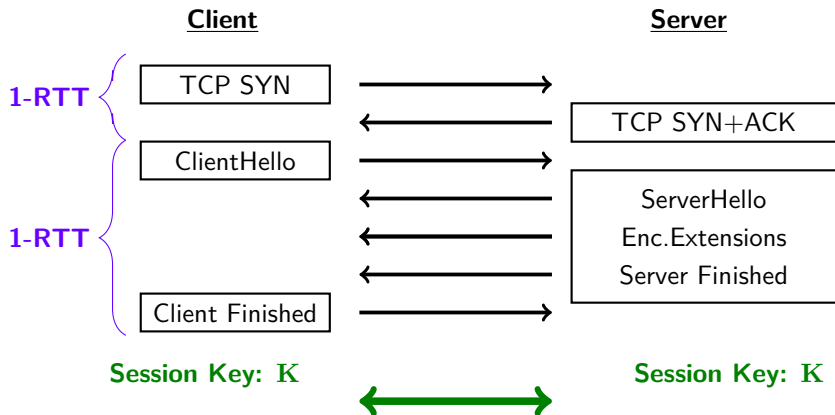 Client Server
TCP SYN
1-RTT
TCP SYN+ACK
ClientHello
ServerHello
1-RTT
Enc.Extensions
Server Finished
Client Finished
Session Key: K Session Key: K